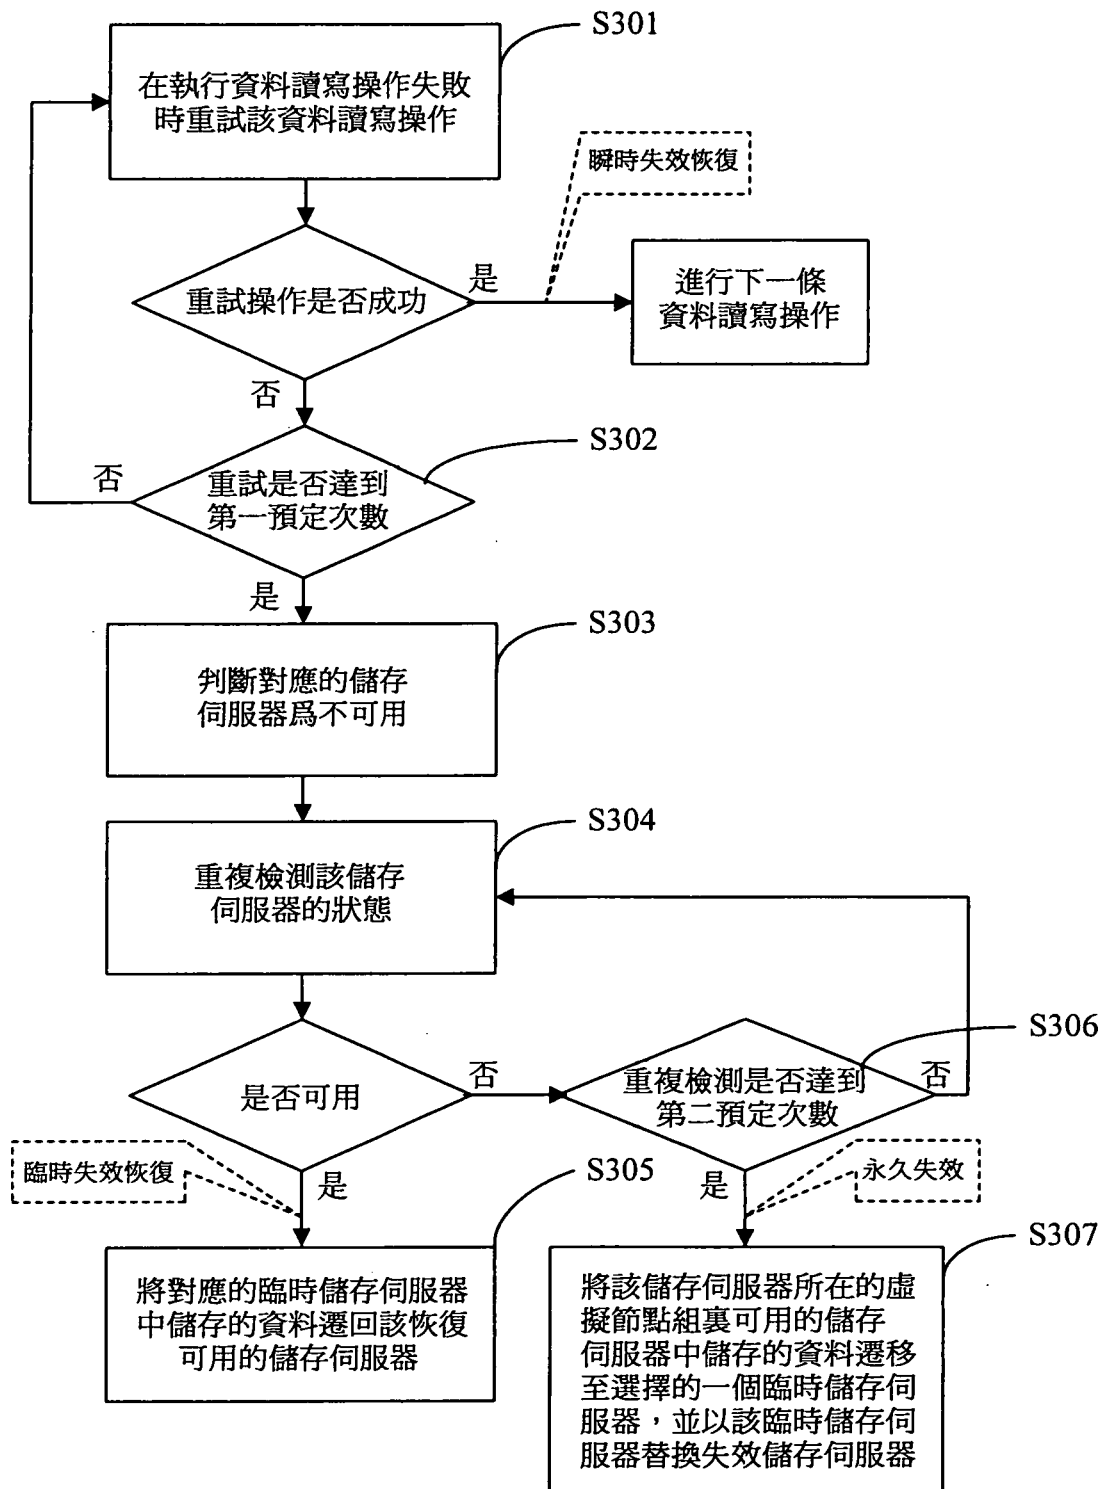 S301
在執行資料讀寫操作失敗
時重試該資料讀寫操作
瞬時失效恢復
重試操作是否成功
是
進行下一條
資料讀寫操作
否
S302
重試是否達到
第一預定次數
否
是
S303
判斷對應的儲存
伺服器爲不可用
S304
重複檢測該儲存
伺服器的狀態
是否可用
否
S306
重複檢測是否達到
第二預定次數
否
臨時失效恢復
是
S305
是
永久失效
S307
將對應的臨時儲存伺服器
中儲存的資料遷回該恢復
可用的儲存伺服器
將該儲存伺服器所在的虛
擬節點組裏可用的儲存
伺服器中儲存的資料遷移
至選擇的一個臨時儲存伺
服器，並以該臨時儲存伺
服器替換失效儲存伺服器